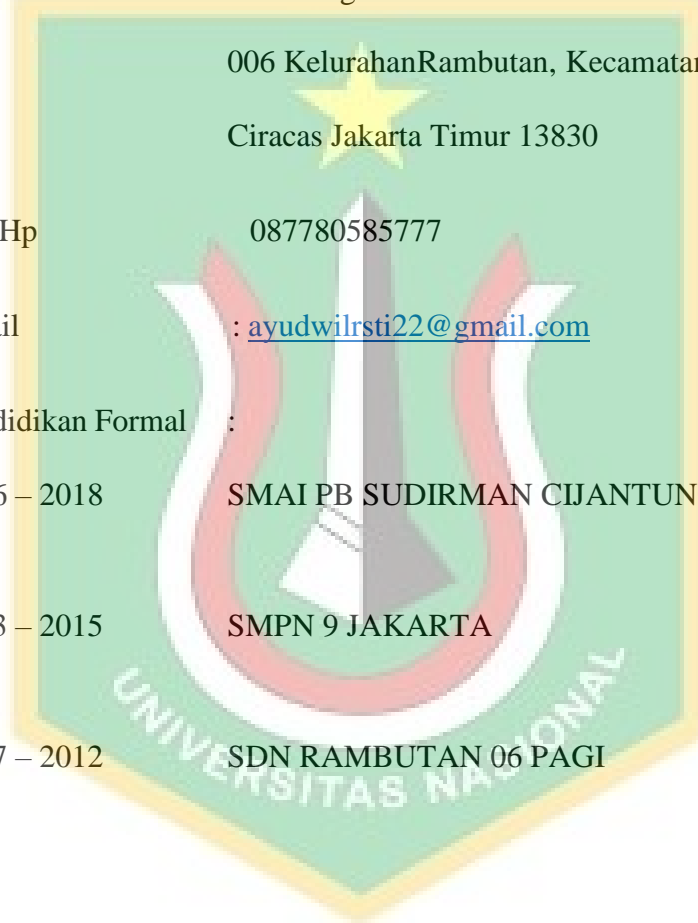 006 KelurahanRambutan, Kecamatan
Ciracas Jakarta Timur 13830
Hp 087780585777
: ayudwilrsti22@gmail.com
Formal :
– 2018 SMAI PB SUDIRMAN
– 2015 SMPN 9 JAKARTA
– 2012 SDN RAMBUTAN 06 PAGI
UNIVERSITAS NASIONAL